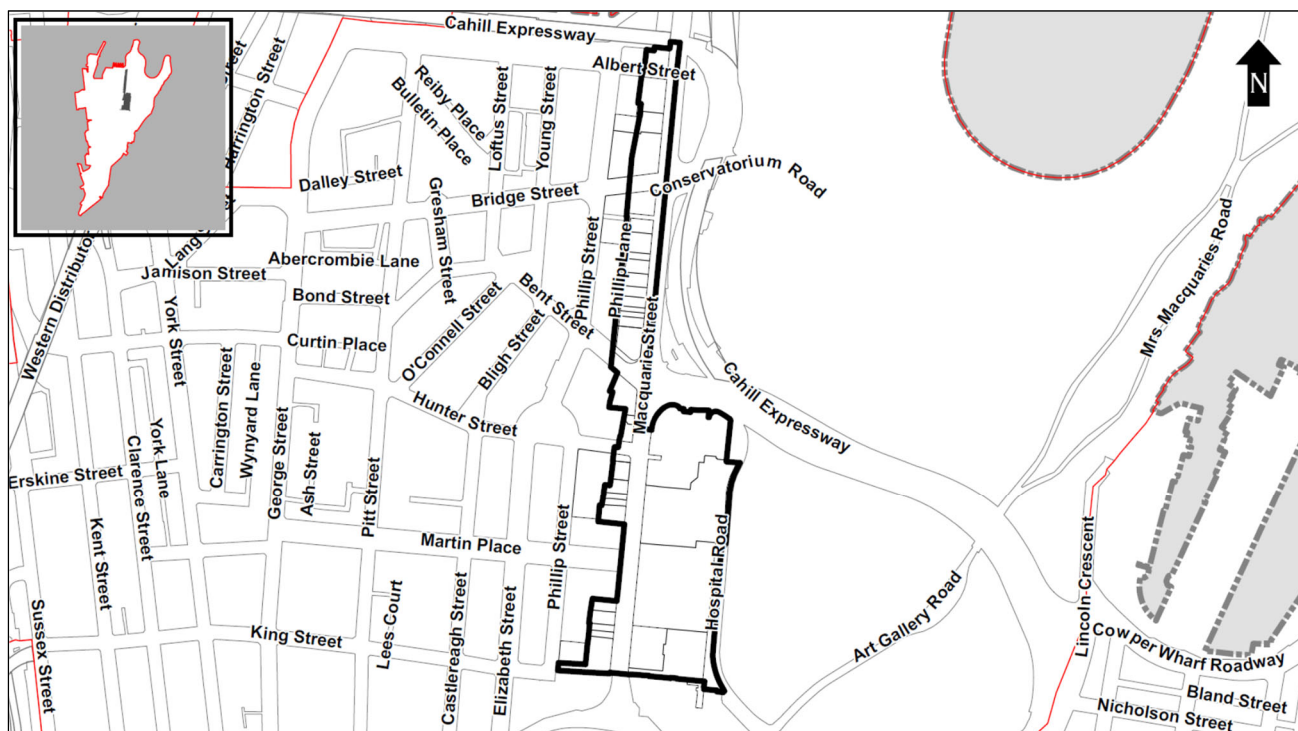 Cahill Expressway
Albert Street
Street
Harrington Street
Reiby Place
Bulletin Place
Loftus Street
Young Street
Conservatorium Road
N
Dalley Street
Bridge Street
Gresham Street
Phillip Street
Phillip Lane
Mrs Macquaries Road
Western Distributor
Lang
Jamison Street
Abercrombie Lane
Bond Street
York Street
Bent Street
O'Connell Street
Bligh Street
Curtin Place
Macquarie Street
Cahill Expressway
Carrington Street
Wynyard Lane
George Street
Hunter Street
York Lane
Clarence Street
Erskine Street
Ash Street
Pitt Street
Kent Street
Martin Place
Phillip Street
Hospital Road
Lincoln Crescent
Art Gallery Road
Sussex Street
King Street
Lees Court
Castlereagh Street
Elizabeth Street
Cowper Wharf Roadway
Bland Street
Nicholson Street